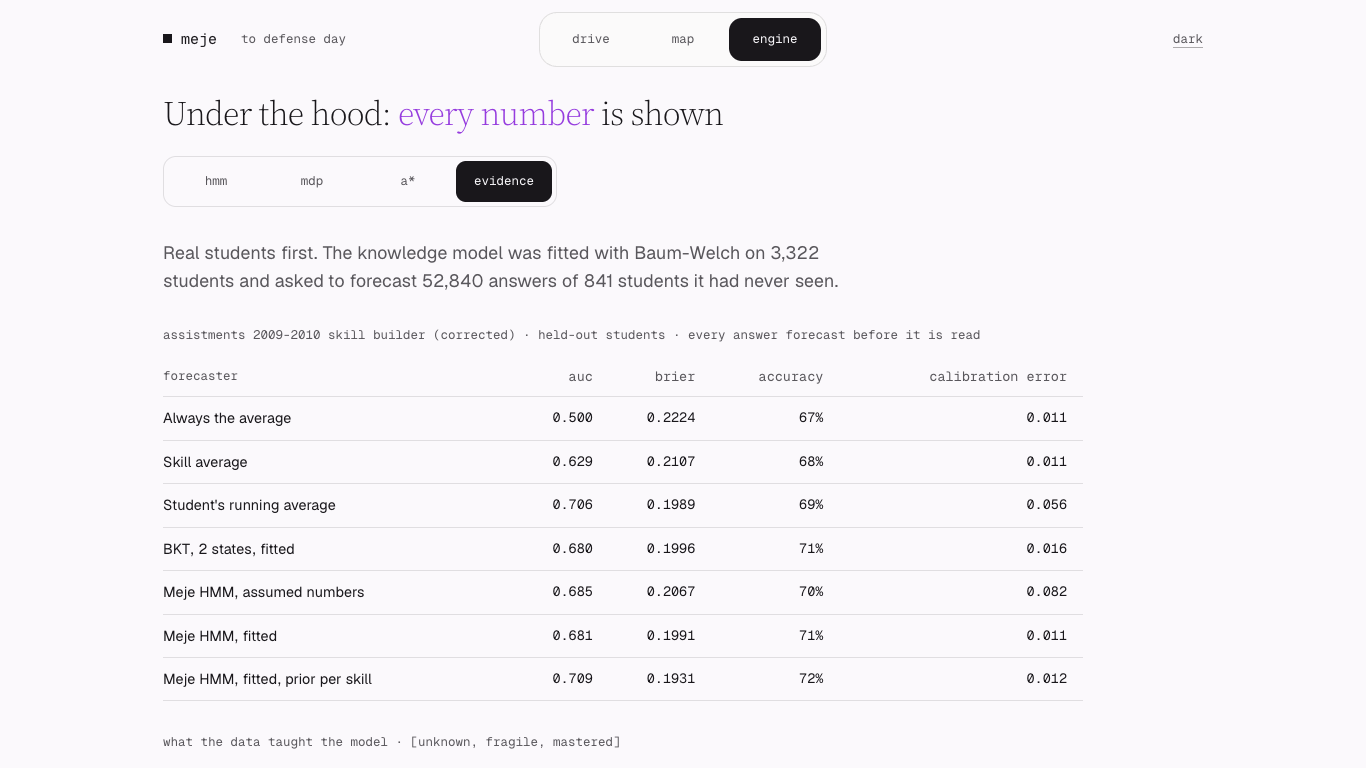 meje to defense day drive map engine dark
Under the hood: every number is shown
hmm mdp a* evidence
Real students first. The knowledge model was fitted with Baum-Welch on 3,322
students and asked to forecast 52,840 answers of 841 students it had never seen.
assistments 2009-2010 skill builder (corrected) · held-out students · every answer forecast before it is read
forecaster auc brier accuracy calibration error
Always the average 0.500 0.2224 67% 0.011
Skill average 0.629 0.2107 68% 0.011
Student's running average 0.706 0.1989 69% 0.056
BKT, 2 states, fitted 0.680 0.1996 71% 0.016
Meje HMM, assumed numbers 0.685 0.2067 70% 0.082
Meje HMM, fitted 0.681 0.1991 71% 0.011
Meje HMM, fitted, prior per skill 0.709 0.1931 72% 0.012
what the data taught the model · [unknown, fragile, mastered]